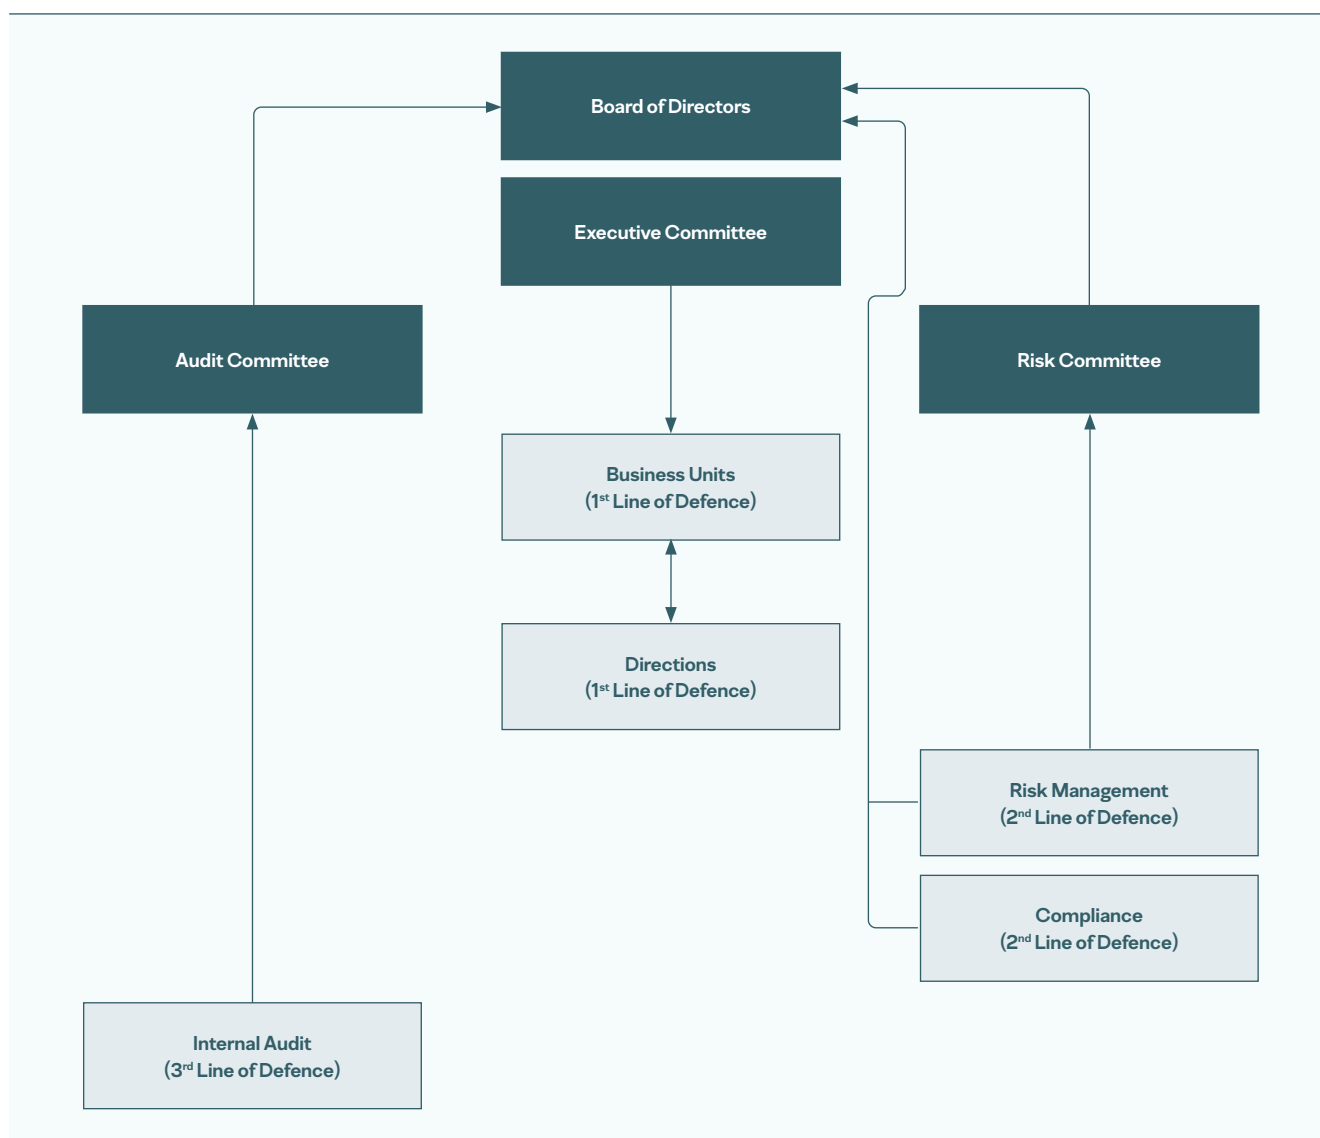 Board of Directors
Executive Committee
Audit Committee
Risk Committee
Business Units
(1st Line of Defence)
Directions
(1st Line of Defence)
Risk Management
(2nd Line of Defence)
Compliance
(2nd Line of Defence)
Internal Audit
(3rd Line of Defence)